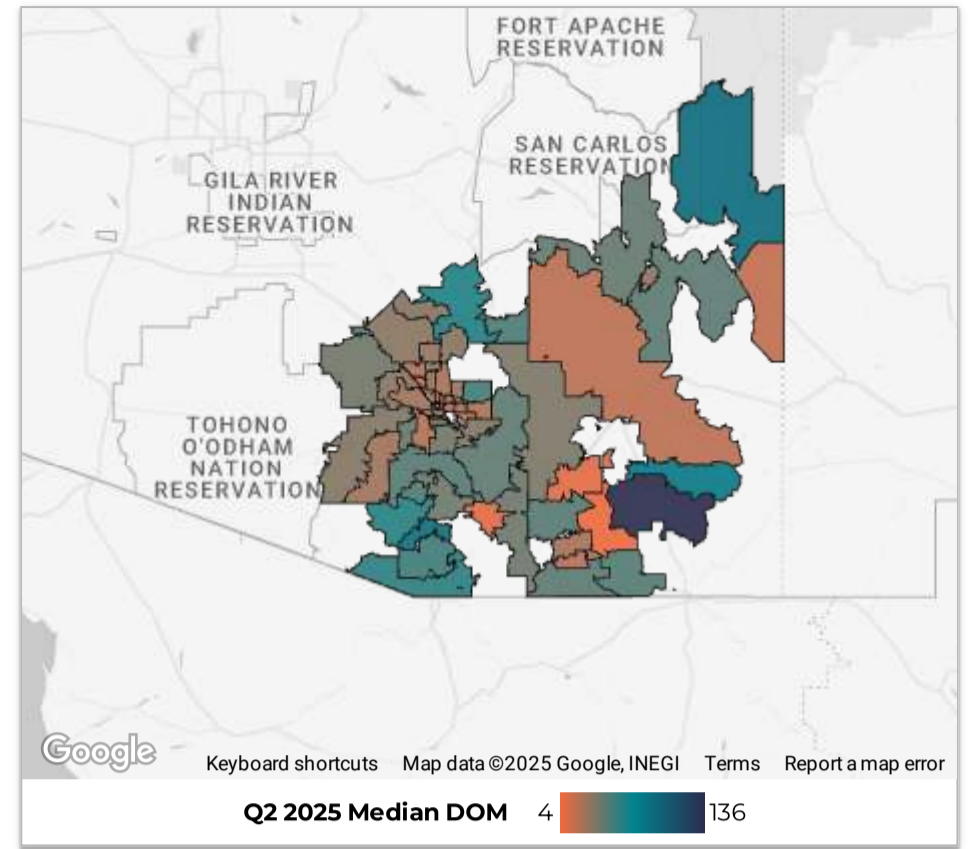 FORT APACHE
RESERVATION
SAN CARLOS
RESERVATION
GILA RIVER
INDIAN
RESERVATION
TOHONO
O'ODHAM
NATION
RESERVATION
Google
Keyboard shortcuts Map data ©2025 Google, INEGI Terms Report a map error
Q2 2025 Median DOM 4 136